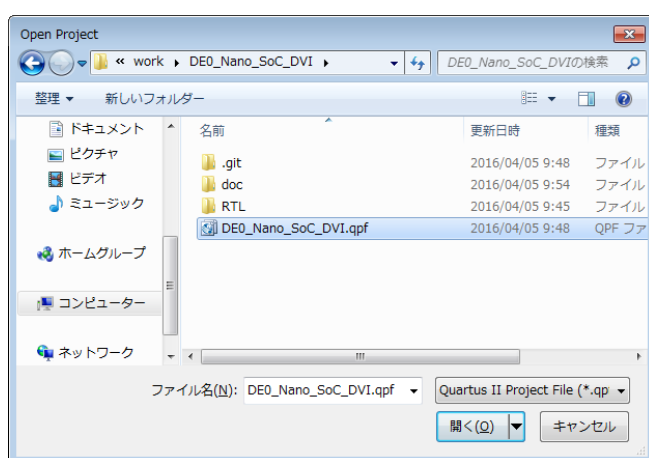 Open Project
« work ▸ DE0_Nano_SoC_DVI ▸
DE0_Nano_SoC_DVIの検索
整理 ▼ 新しいフォルダー
ドキュメント
ピクチャ
ビデオ
ミュージック
ホームグループ
コンピューター
ネットワーク
名前 更新日時 種類
.git 2016/04/05 9:48 ファイル
doc 2016/04/05 9:54 ファイル
RTL 2016/04/05 9:45 ファイル
DE0_Nano_SoC_DVI.qpf 2016/04/05 9:48 QPF ファ
ファイル名(N): DE0_Nano_SoC_DVI.qpf
Quartus II Project File (*.qp
開く(O) キャンセル